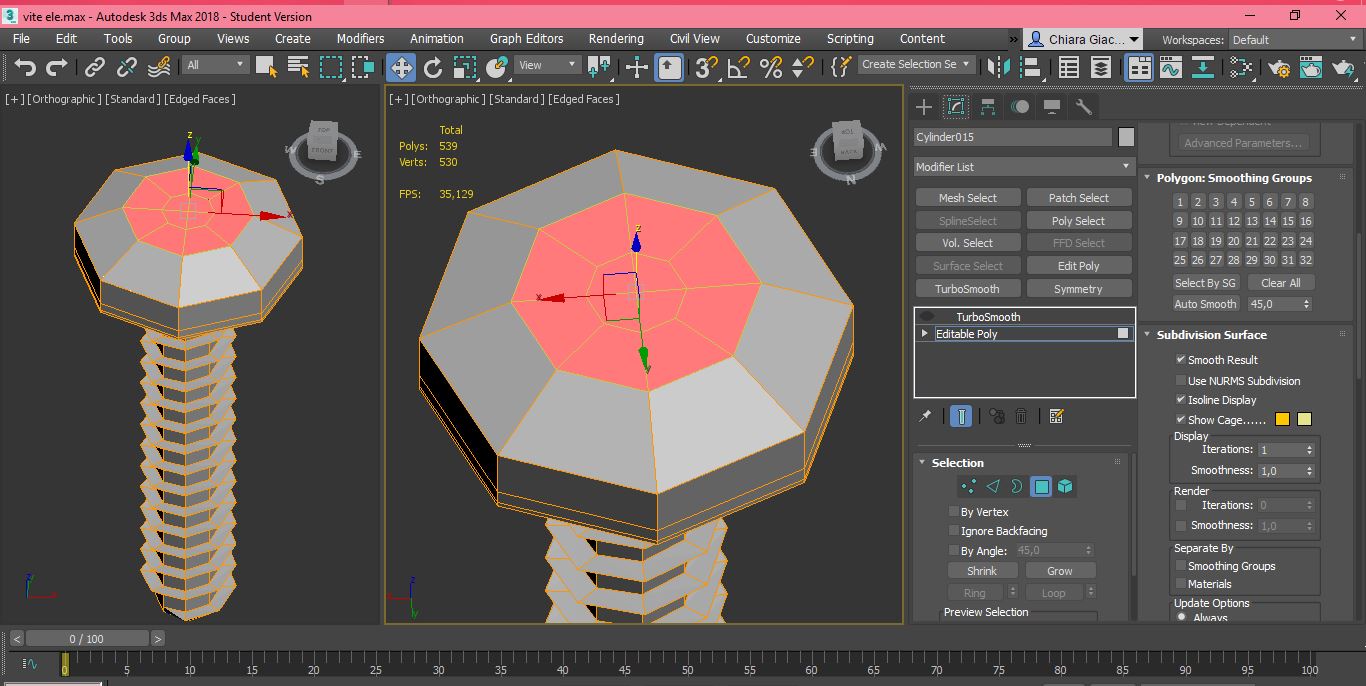 vite ele.max - Autodesk 3ds Max 2018 - Student Version
File Edit Tools Group Views Create Modifiers Animation Graph Editors Rendering Civil View Customize Scripting Content » Chiara Giac... Workspaces: Default
All View 3 Create Selection Se
[+] [Orthographic] [Standard] [Edged Faces]
TOP
FRONT
W E
S
z
y
x
[+] [Orthographic] [Standard] [Edged Faces]
Total
Polys: 539
Verts: 530
FPS: 35,129
TOP
BACK
E W
N
z
x
y
Cylinder015
Modifier List
Mesh Select Patch Select
SplineSelect Poly Select
Vol. Select FFD Select
Surface Select Edit Poly
TurboSmooth Symmetry
TurboSmooth
Editable Poly
Selection
By Vertex
Ignore Backfacing
By Angle: 45,0
Shrink Grow
Ring Loop
Preview Selection
View Dependent
Advanced Parameters...
Polygon: Smoothing Groups
1 2 3 4 5 6 7 8
9 10 11 12 13 14 15 16
17 18 19 20 21 22 23 24
25 26 27 28 29 30 31 32
Select By SG Clear All
Auto Smooth 45,0
Subdivision Surface
Smooth Result
Use NURMS Subdivision
Isoline Display
Show Cage......
Display
Iterations: 1
Smoothness: 1,0
Render
Iterations: 0
Smoothness: 1,0
Separate By
Smoothing Groups
Materials
Update Options
Always
< 0 / 100 >
0 5 10 15 20 25 30 35 40 45 50 55 60 65 70 75 80 85 90 95 100